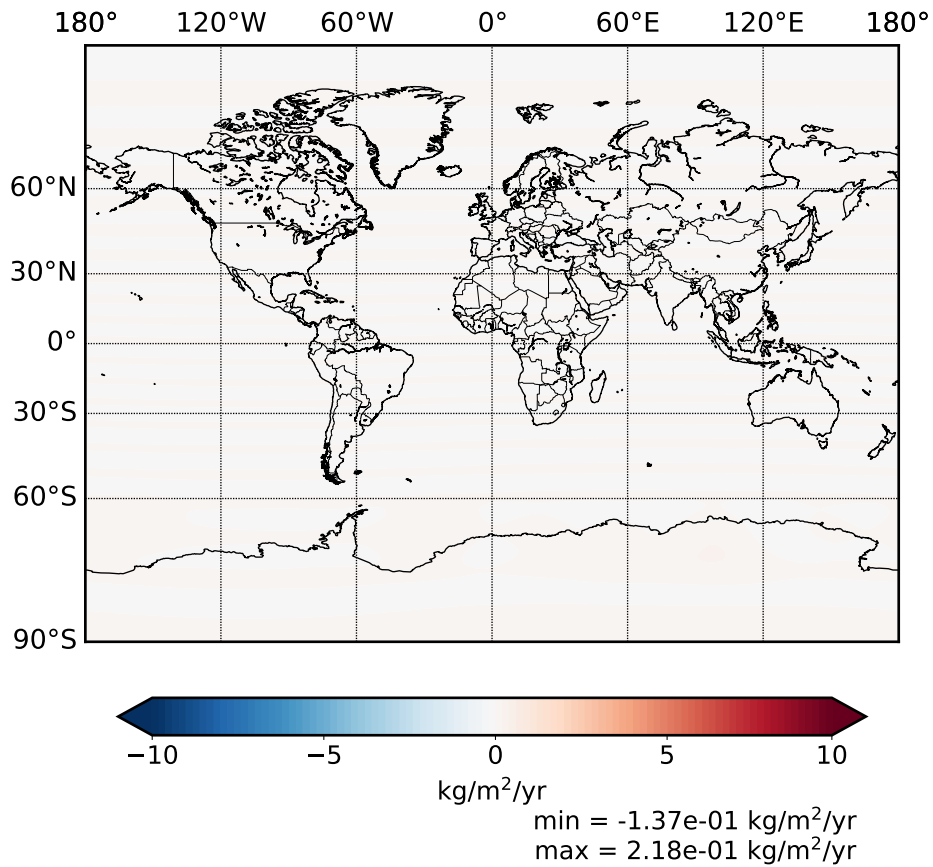 180° 120°W 60°W 0° 60°E 120°E 180°
60°N
30°N
0°
30°S
60°S
90°S
−10 −5 0 5 10
kg/m²/yr
min = -1.37e-01 kg/m²/yr
max = 2.18e-01 kg/m²/yr